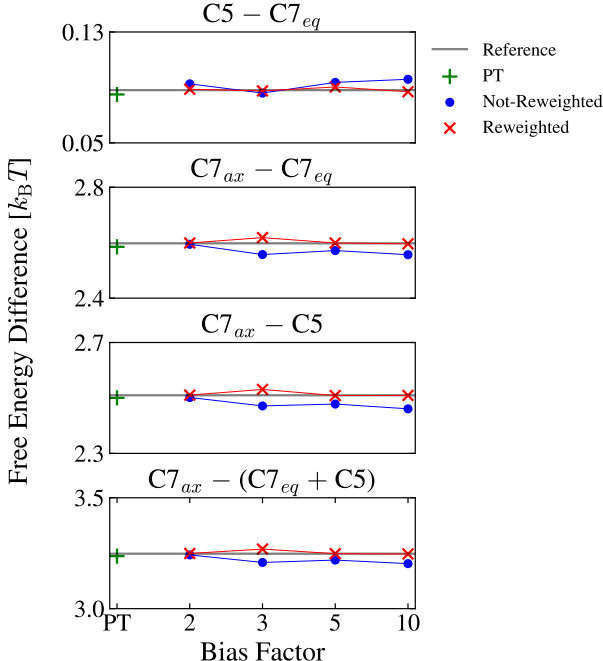 C5 − C7eq
0.13
0.05
Reference
PT
Not-Reweighted
Reweighted
C7ax − C7eq
2.8
2.4
C7ax − C5
2.7
2.3
C7ax − (C7eq + C5)
3.5
3.0
PT 2 3 5 10
Bias Factor
Free Energy Difference [kBT]